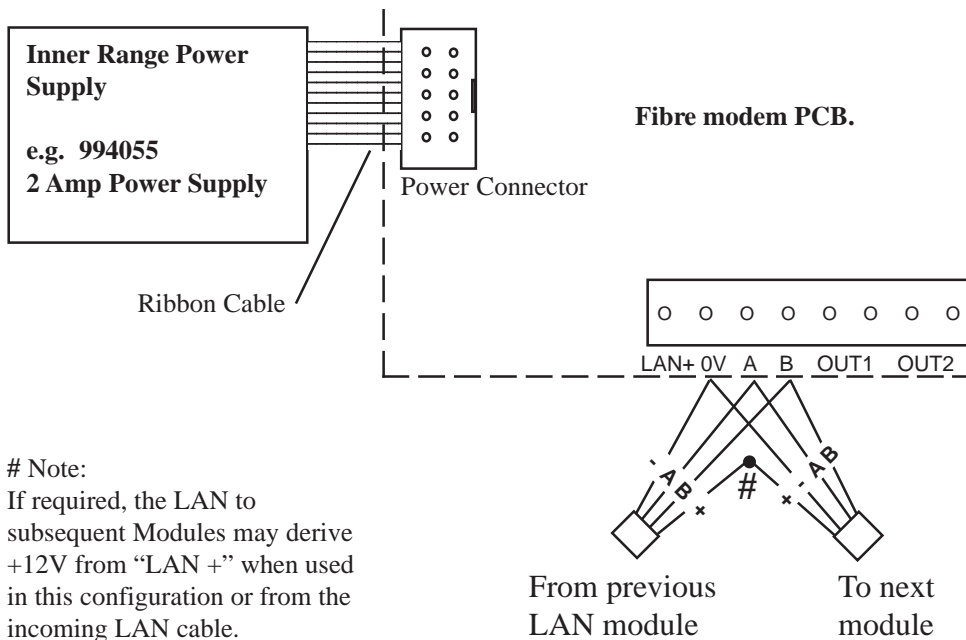 Inner Range Power
Supply
e.g. 994055
2 Amp Power Supply
Fibre modem PCB.
Power Connector
Ribbon Cable
LAN+ 0V A B OUT1 OUT2
- A B +
#
+ - A B
# Note:
If required, the LAN to
subsequent Modules may derive
+12V from “LAN +” when used
in this configuration or from the
incoming LAN cable.
From previous
LAN module
To next
module